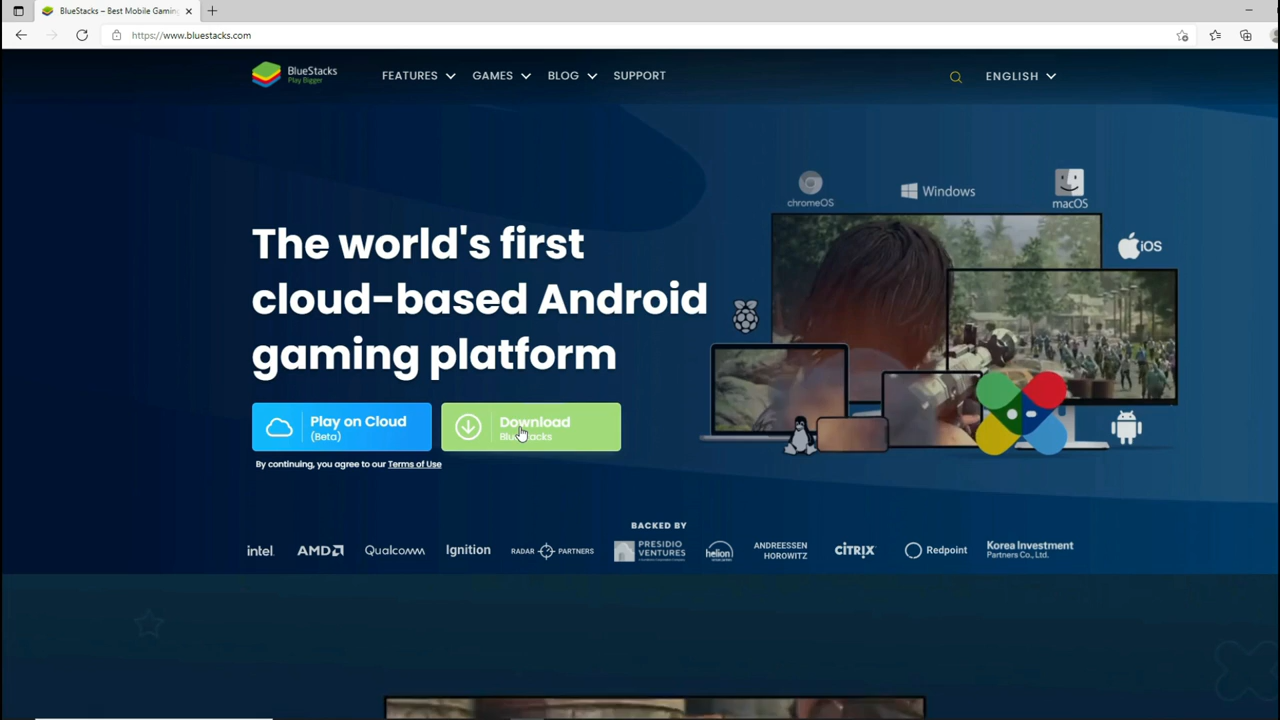 BlueStacks – Best Mobile Gaming
https://www.bluestacks.com
BlueStacks
Play Bigger
FEATURES
GAMES
BLOG
SUPPORT
ENGLISH
chromeOS
Windows
macOS
iOS
The world's first
cloud-based Android
gaming platform
Play on Cloud
(Beta)
Download
BlueStacks
By continuing, you agree to our Terms of Use
BACKED BY
intel
AMD
Qualcomm
Ignition
RADAR PARTNERS
PRESIDIO
VENTURES
helion
ANDREESSEN
HOROWITZ
CITRIX
Redpoint
Korea Investment
Partners Co., Ltd.